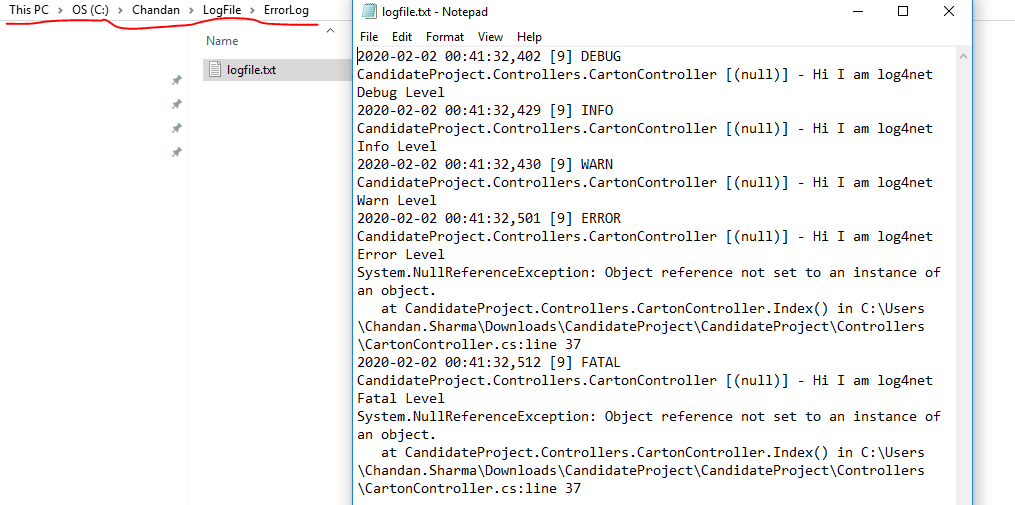 This PC > OS (C:) > Chandan > LogFile > ErrorLog
Name
logfile.txt
logfile.txt - Notepad
File Edit Format View Help
2020-02-02 00:41:32,402 [9] DEBUG
CandidateProject.Controllers.CartonController [(null)] - Hi I am log4net
Debug Level
2020-02-02 00:41:32,429 [9] INFO
CandidateProject.Controllers.CartonController [(null)] - Hi I am log4net
Info Level
2020-02-02 00:41:32,430 [9] WARN
CandidateProject.Controllers.CartonController [(null)] - Hi I am log4net
Warn Level
2020-02-02 00:41:32,501 [9] ERROR
CandidateProject.Controllers.CartonController [(null)] - Hi I am log4net
Error Level
System.NullReferenceException: Object reference not set to an instance of
an object.
   at CandidateProject.Controllers.CartonController.Index() in C:\Users
\Chandan.Sharma\Downloads\CandidateProject\CandidateProject\Controllers
\CartonController.cs:line 37
2020-02-02 00:41:32,512 [9] FATAL
CandidateProject.Controllers.CartonController [(null)] - Hi I am log4net
Fatal Level
System.NullReferenceException: Object reference not set to an instance of
an object.
   at CandidateProject.Controllers.CartonController.Index() in C:\Users
\Chandan.Sharma\Downloads\CandidateProject\CandidateProject\Controllers
\CartonController.cs:line 37